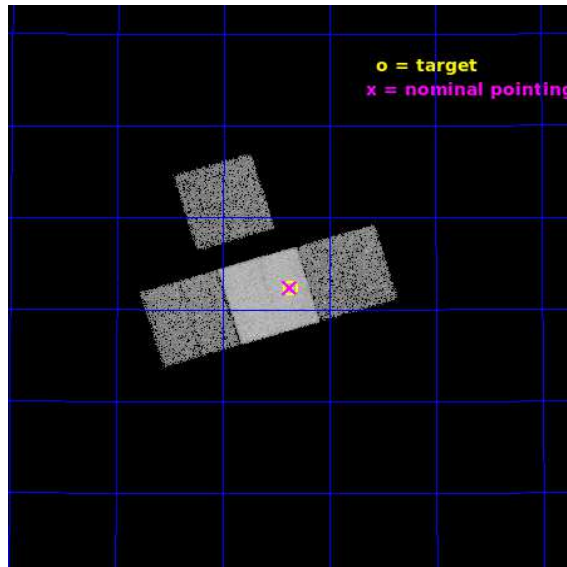 o = target
x = nominal pointing